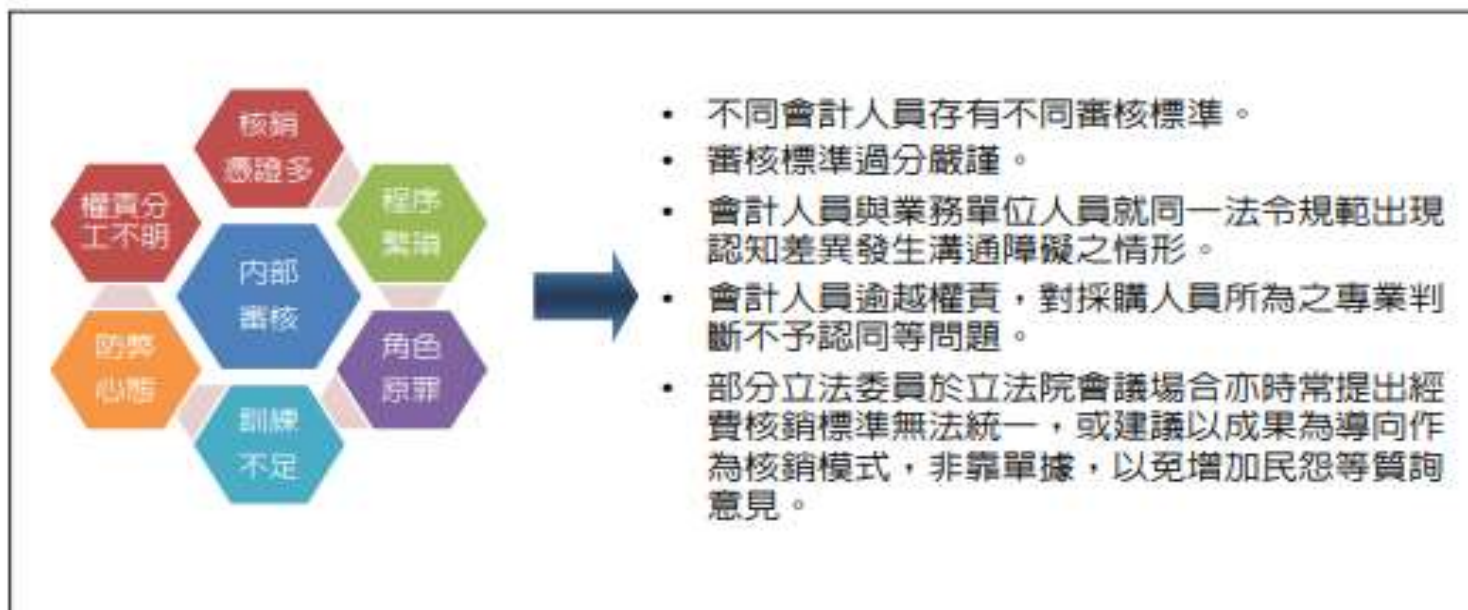 核銷
憑證多
權責分
工不明
程序
繁瑣
內部
審核
防弊
心態
角色
原罪
訓練
不足
• 不同會計人員存有不同審核標準。
• 審核標準過分嚴謹。
• 會計人員與業務單位人員就同一法令規範出現
認知差異發生溝通障礙之情形。
• 會計人員逾越權責，對採購人員所為之專業判
斷不予認同等問題。
• 部分立法委員於立法院會議場合亦時常提出經
費核銷標準無法統一，或建議以成果為導向作
為核銷模式，非靠單據，以免增加民怨等質詢
意見。